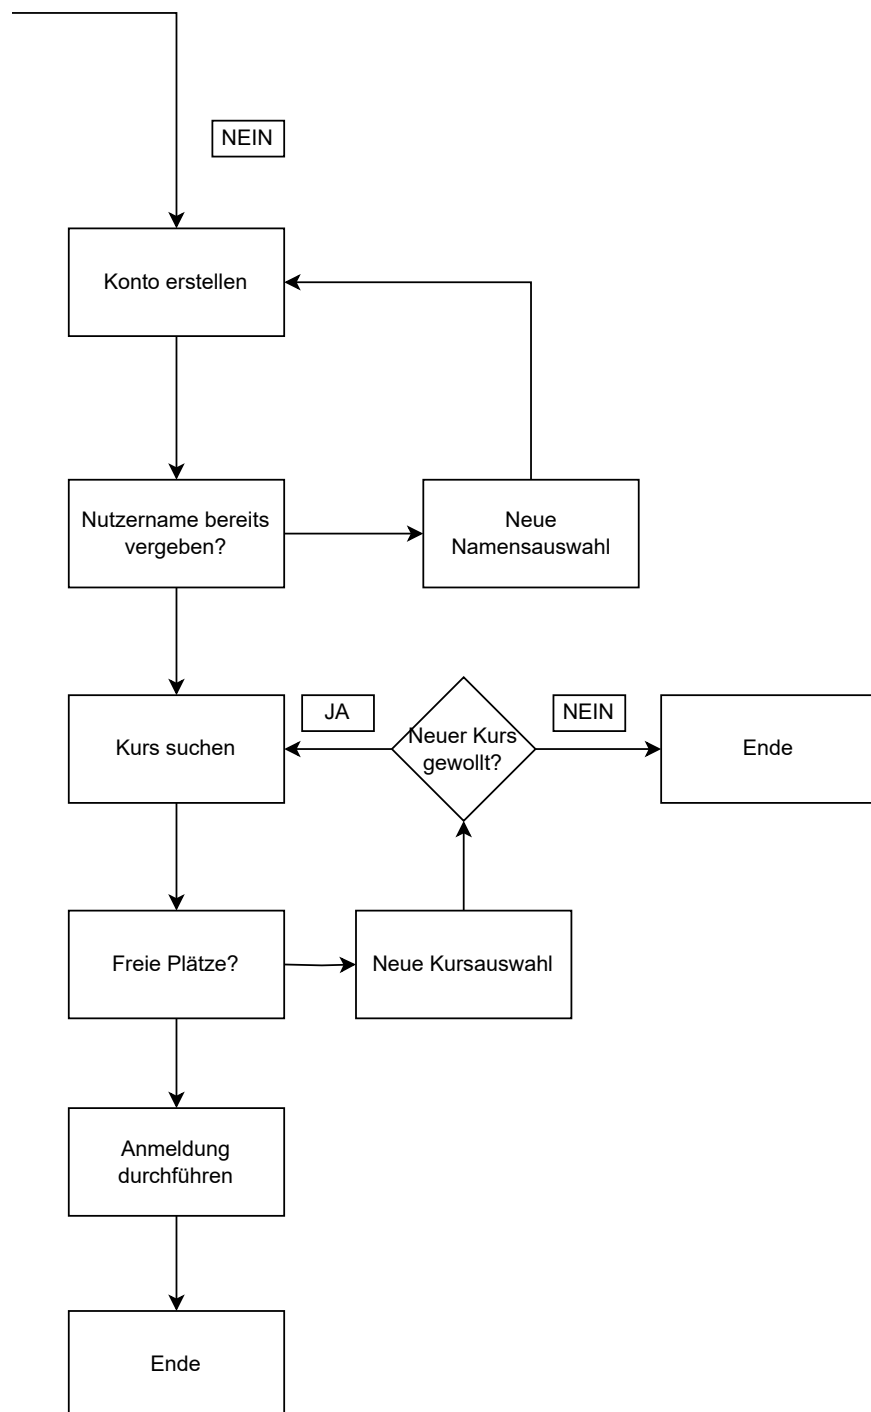 NEIN
Konto erstellen
Nutzername bereits
vergeben?
Neue
Namensauswahl
Kurs suchen
JA
Neuer Kurs
gewollt?
NEIN
Ende
Freie Plätze?
Neue Kursauswahl
Anmeldung
durchführen
Ende